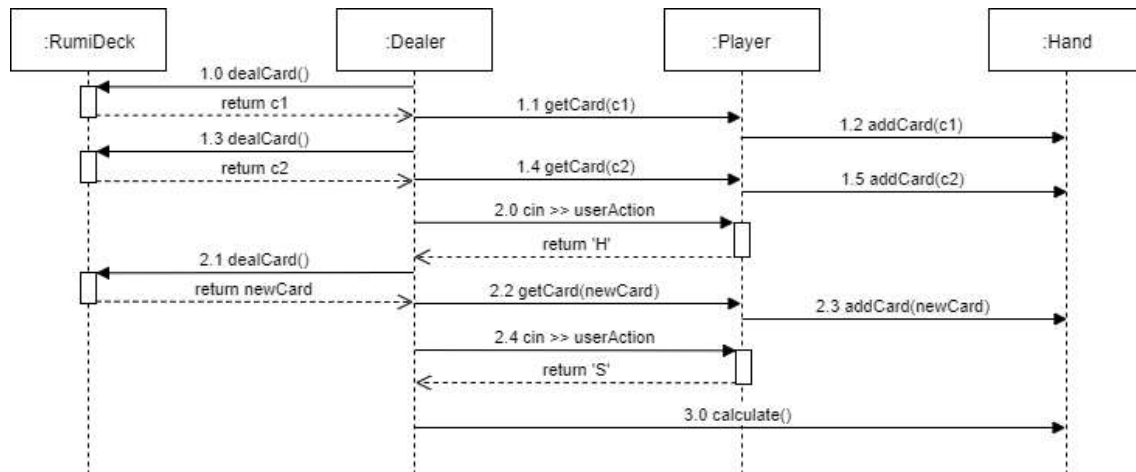 :RumiDeck
:Dealer
:Player
:Hand
1.0 dealCard()
return c1
1.1 getCard(c1)
1.2 addCard(c1)
1.3 dealCard()
return c2
1.4 getCard(c2)
1.5 addCard(c2)
2.0 cin >> userAction
return 'H'
2.1 dealCard()
return newCard
2.2 getCard(newCard)
2.3 addCard(newCard)
2.4 cin >> userAction
return 'S'
3.0 calculate()